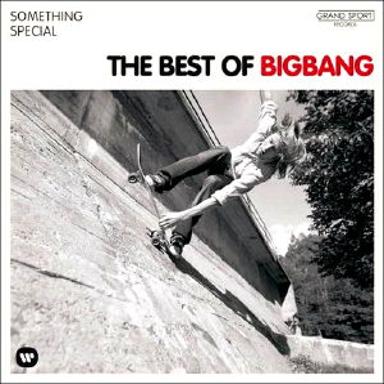 SOMETHING
SPECIAL
GRAND SPORT
RECORDS
THE BEST OF BIGBANG